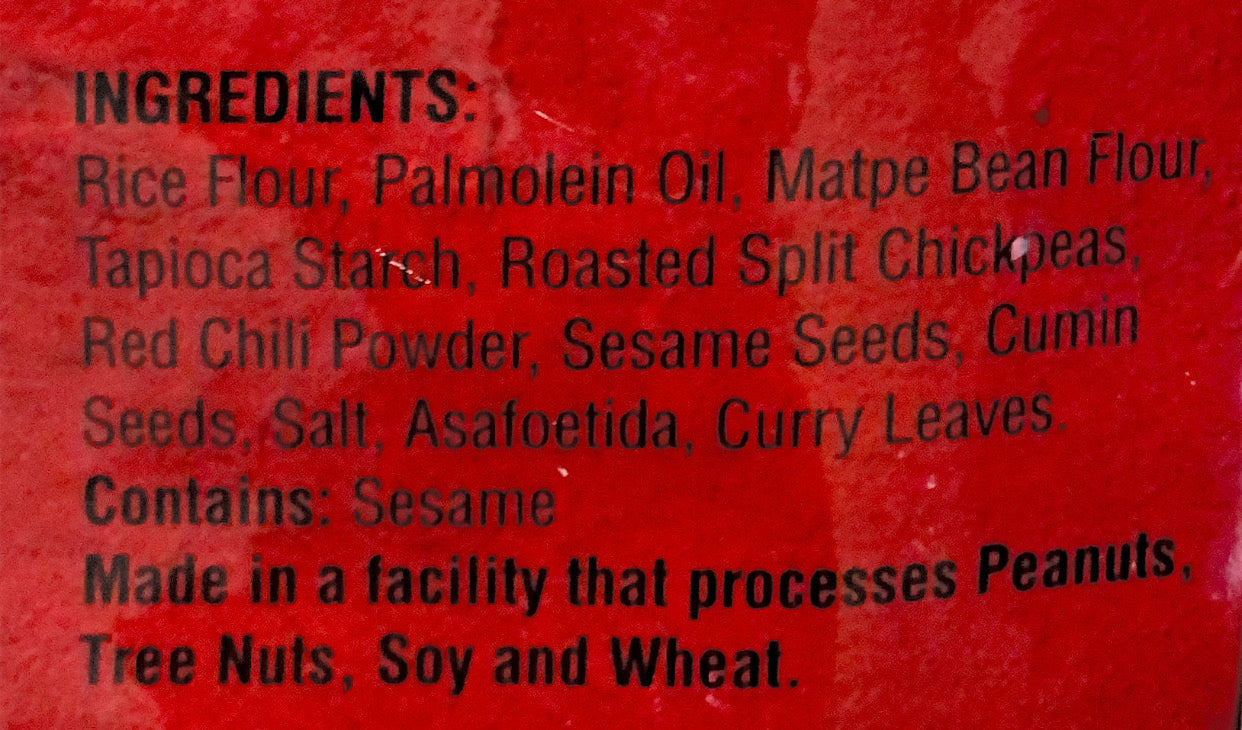 INGREDIENTS:
Rice Flour, Palmolein Oil, Matpe Bean Flour,
Tapioca Starch, Roasted Split Chickpeas,
Red Chili Powder, Sesame Seeds, Cumin
Seeds, Salt, Asafoetida, Curry Leaves.
Contains: Sesame
Made in a facility that processes Peanuts,
Tree Nuts, Soy and Wheat.